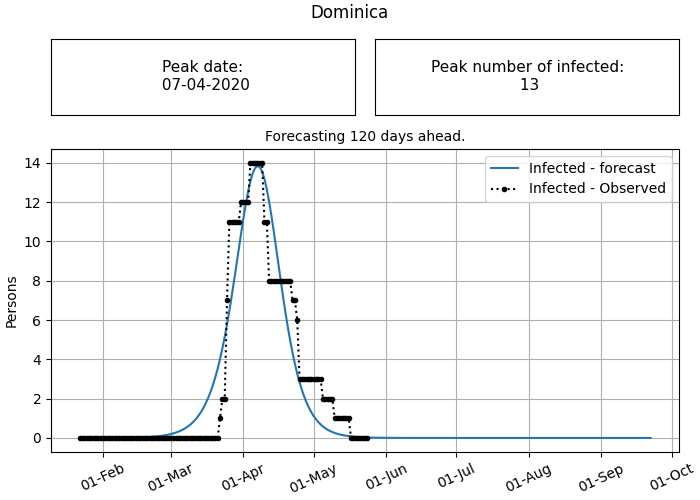 Dominica
Peak date:
07-04-2020
Peak number of infected:
13
Forecasting 120 days ahead.
Infected - forecast
Infected - Observed
Persons
14
12
10
8
6
4
2
0
01-Feb
01-Mar
01-Apr
01-May
01-Jun
01-Jul
01-Aug
01-Sep
01-Oct